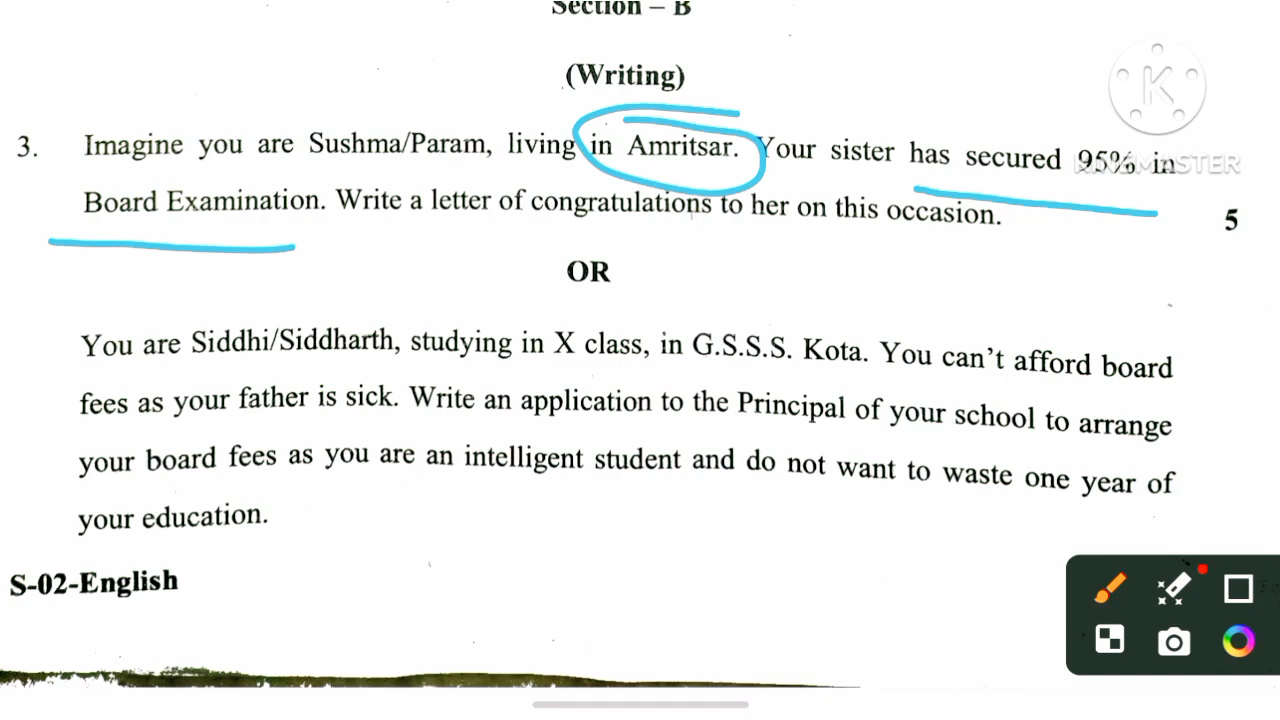 Section – B
(Writing)
3. Imagine you are Sushma/Param, living in Amritsar. Your sister has secured 95% in
Board Examination. Write a letter of congratulations to her on this occasion. 5
OR
You are Siddhi/Siddharth, studying in X class, in G.S.S.S. Kota. You can't afford board
fees as your father is sick. Write an application to the Principal of your school to arrange
your board fees as you are an intelligent student and do not want to waste one year of
your education.
S-02-English
K
KINEMASTER